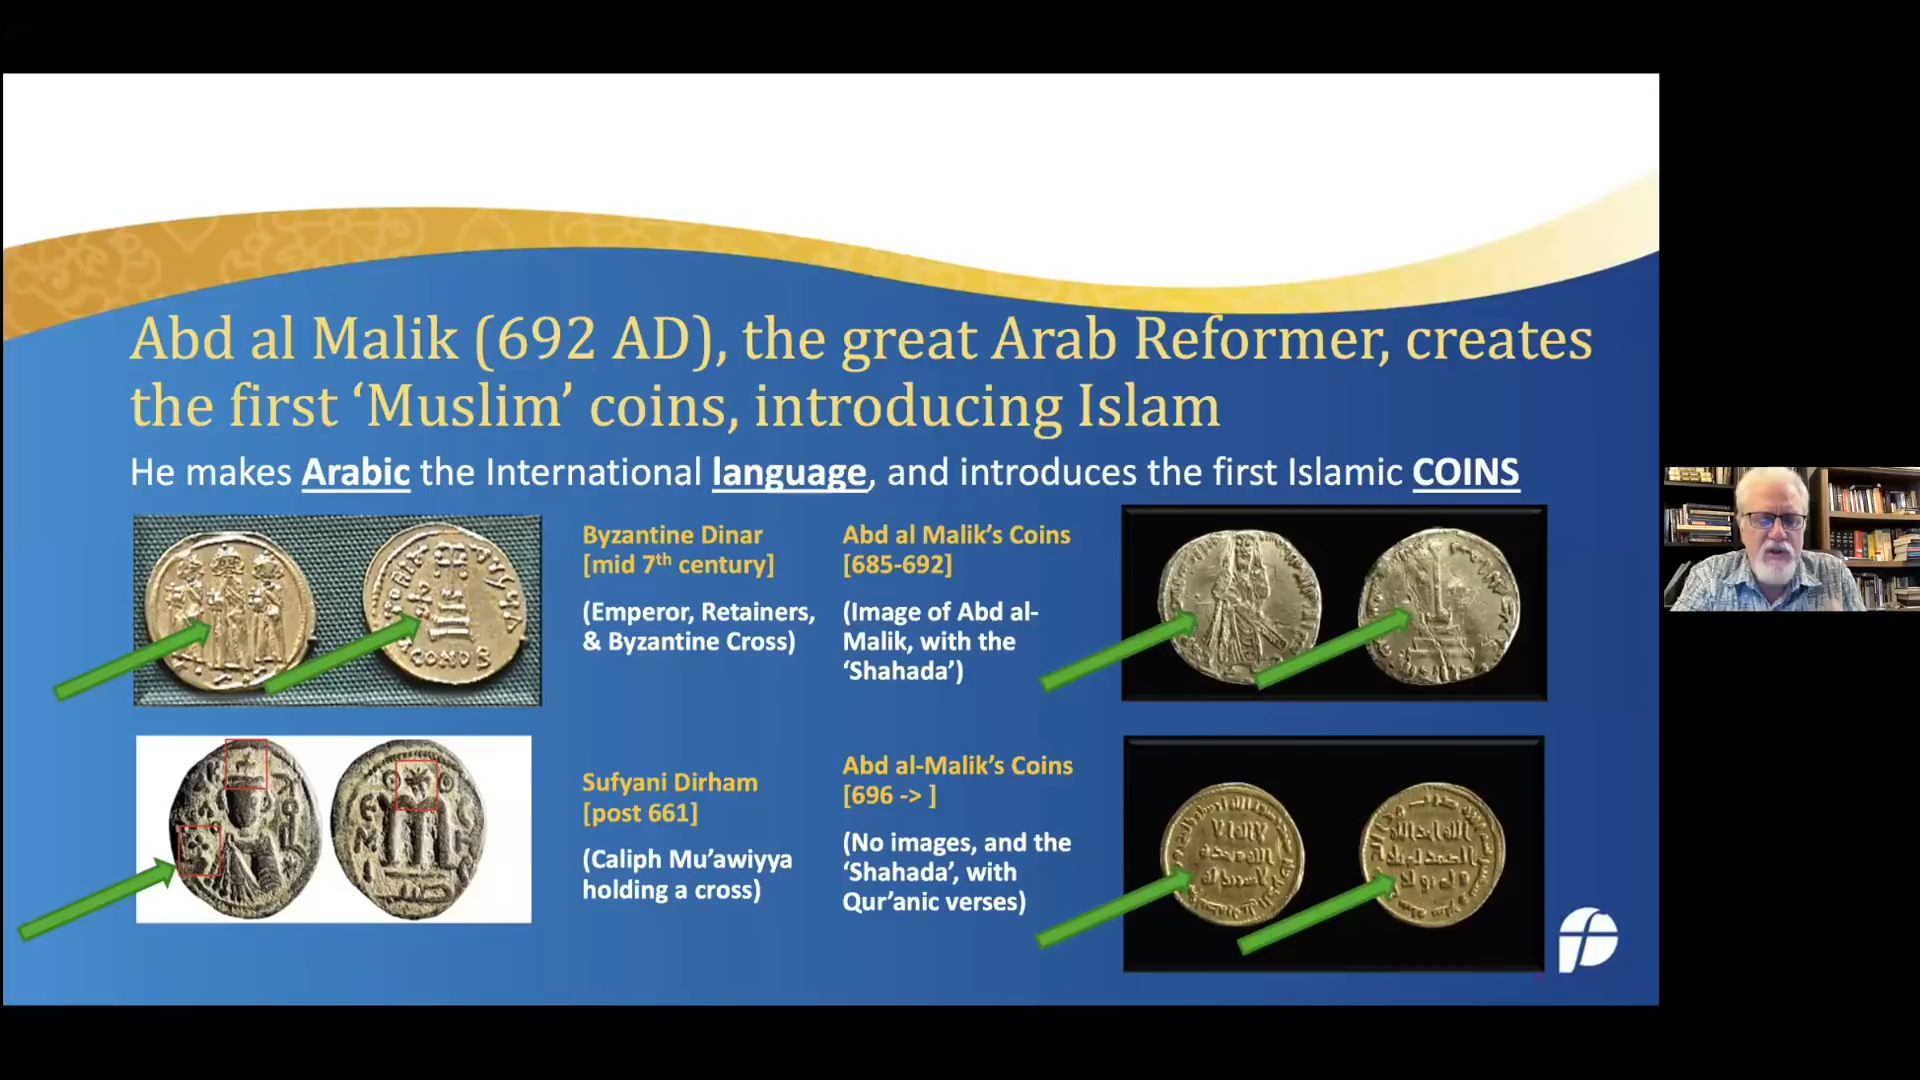 Abd al Malik (692 AD), the great Arab Reformer, creates
the first ‘Muslim’ coins, introducing Islam
He makes Arabic the International language, and introduces the first Islamic COINS
Byzantine Dinar
[mid 7th century]
(Emperor, Retainers,
& Byzantine Cross)
Abd al Malik’s Coins
[685-692]
(Image of Abd al-
Malik, with the
‘Shahada’)
Sufyani Dirham
[post 661]
(Caliph Mu’awiyya
holding a cross)
Abd al-Malik’s Coins
[696 -> ]
(No images, and the
‘Shahada’, with
Qur’anic verses)